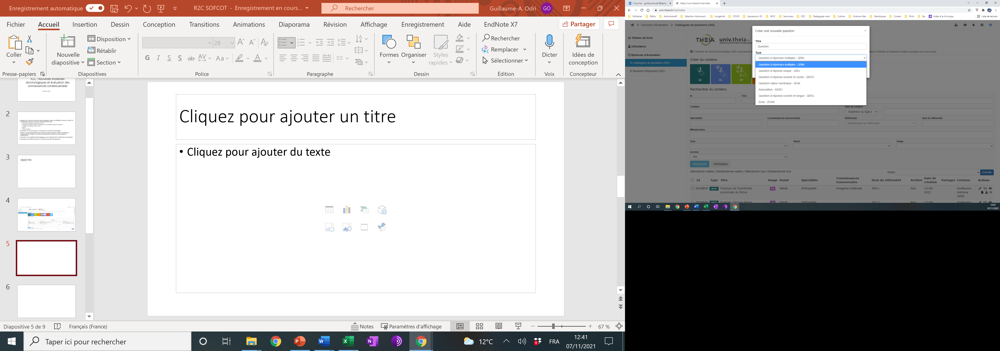 Enregistrement automatique
R2C SOFCOT - Enregistrement en cours...
Rechercher
Guillaume-A. Odri
GO
Fichier Accueil Insertion Dessin Conception Transitions Animations Diaporama Révision Affichage Enregistrement Aide EndNote X7
Partager
Coller
Nouvelle diapositive
Disposition
Rétablir
Section
28
G I S S ab AV Aa A
Formes Organiser Styles rapides
Rechercher
Remplacer
Sélectionner
Dicter
Idées de conception
Presse-papiers Diapositives Police Paragraphe Dessin Édition Voix Concepteur
R2C : Nouvelles modalités
docimologiques et évaluation des
connaissances contextualisées
SOFCOT 2021
2
3
OBJECTIFS
4
5
6
Cliquez pour ajouter un titre
• Cliquez pour ajouter du texte
Diapositive 5 de 9
Français (France)
Notes
Paramètres d'affichage
67 %
Taper ici pour rechercher
12°C
FRA
12:41
07/11/2021
Courrier - guillaume.odri@aphp
https://univ.theia.fr/isd/index
univ.theia.fr/isd/index
Utilitaires Biblio Administratif Sélection Astronaut... Longévité COVID Impression 3D MOC Sarcomes R2C Pedagogie med Culture Histoire-Géo Statistiques Coréen Philo Fac Aides à la chirurgie... Liste de lecture
Epreuves d'évaluation > Catalogues de questions (ISD)
Tableau de bord
Utilisateurs
Epreuves d'évaluation
> Catalogues de questions (ISD)
> Sessions d'épreuves (IGE)
THEIA univ.theia.fr
plateforme de formation et d'évaluation
L'Interface de Saisie Docimologique (ISD) vous permet d
iques d'Articles ou Questions isolées) auxquels vous avez accès.
Créer du contenu
QI DL DP
Créer une nouvelle question
Titre
Question
Type
Question à réponses multiples - QRM
Question à réponses multiples - QRM
Question à réponse unique - QRU
Question à réponse ouverte et courte - QROC
Question valeur numérique - NUM
Association - ASSO
Question à réponse ouverte et longue - QROL
Zone - ZONE
Rechercher du contenu
Id Titre
Créateur Date de création
Supérieur ou égal à
Spécialités Connaissances transversales Référentiel Item du référentiel
Sélectionner un référentiel
Métadonnées
Type Statut Usage
Archivé
Non
Rechercher Réinitialiser
Sélectionner visible | Désélectionner visible | Sélectionner tout | Désélectionner tout
Action Exécuter
Id Type Titre Usage Statut Spécialités Connaissances transversales Item du référentiel Archivé Date de création Partages Créateur Actions
6939809 QROL Fracture de l'extrémité proximale du fémur Co Validé Orthopédie Imagerie médicale 359.1 Non 12-09-2021 Guillaume-Anthony ODRI
6939808 QROL Examen clinique lésion Co Validé Orthopédie 357.2 Non 12-09- Guillaume-
12:41
07/11/2021